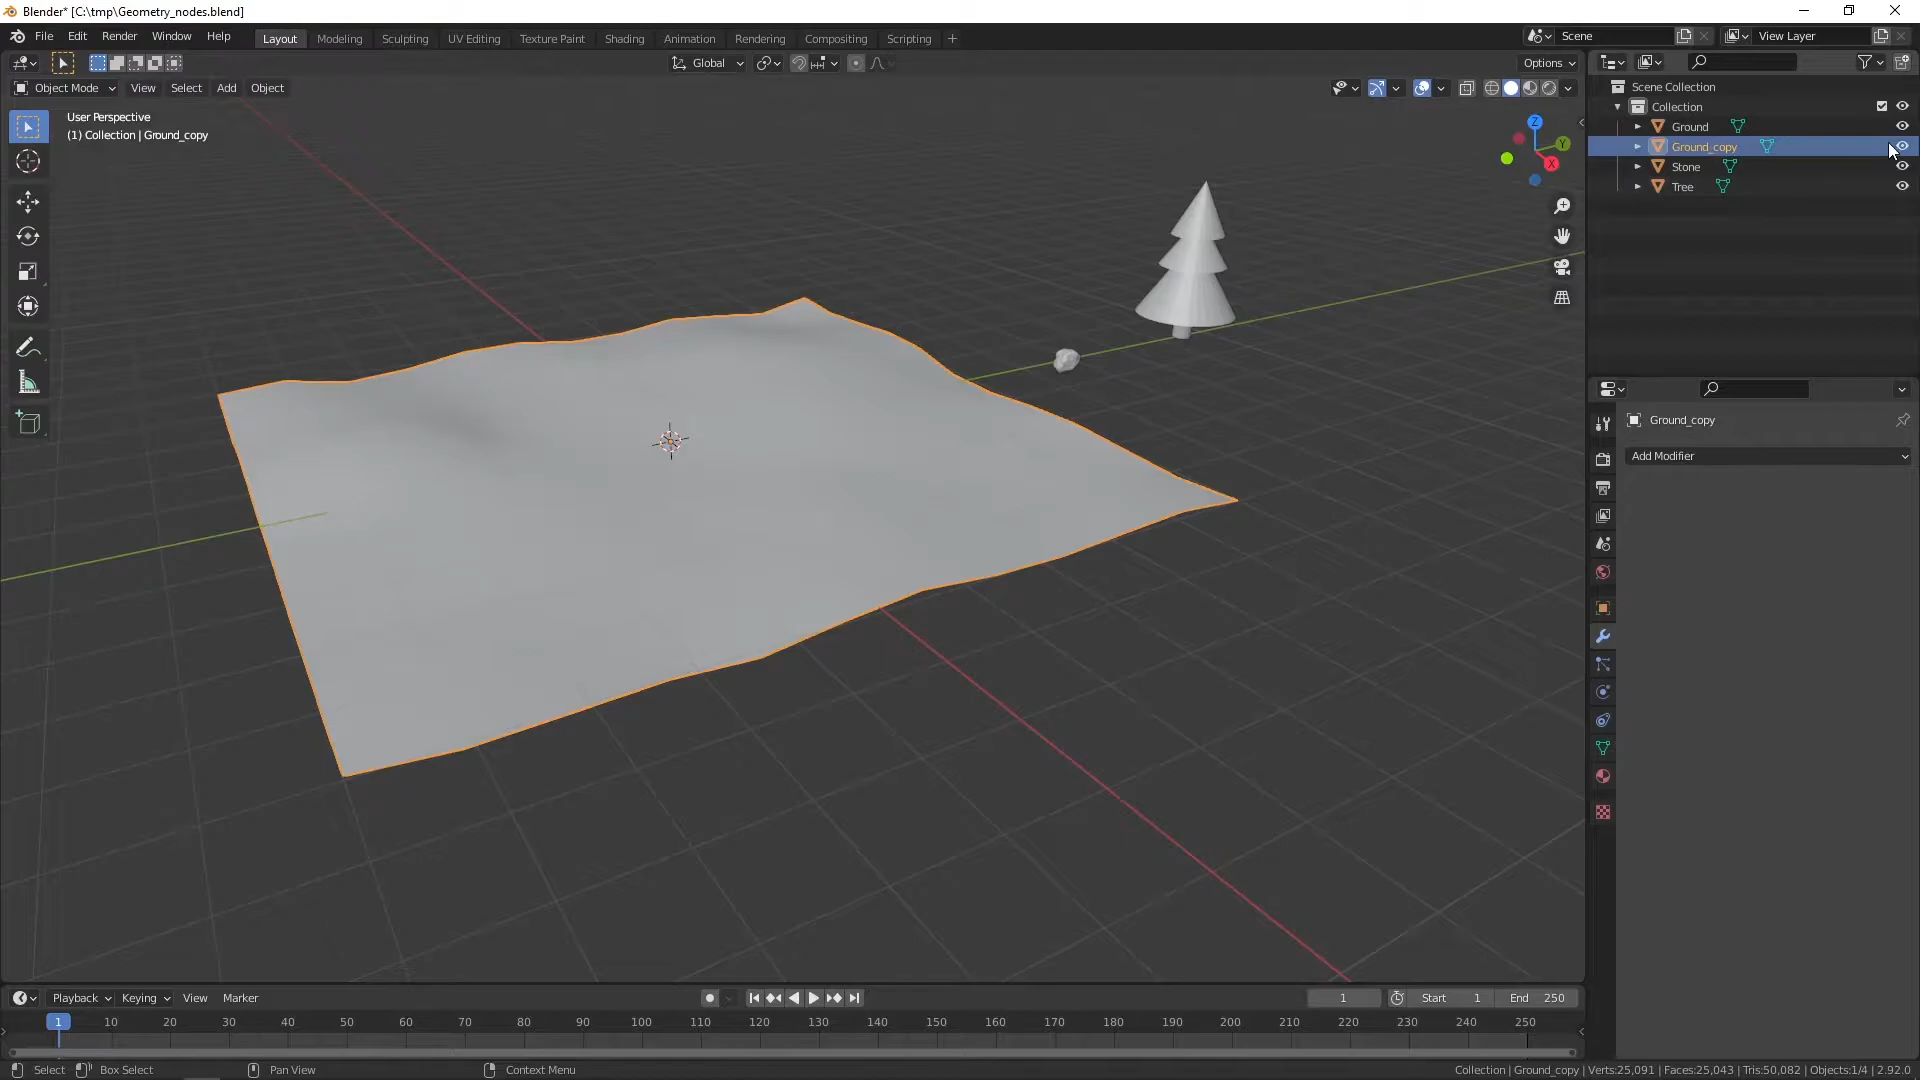 Blender* [C:\tmp\Geometry_nodes.blend]
File Edit Render Window Help Layout Modeling Sculpting UV Editing Texture Paint Shading Animation Rendering Compositing Scripting Scene View Layer
Global Options
Object Mode View Select Add Object
User Perspective
(1) Collection | Ground_copy
Z
Y
X
Scene Collection
Collection
Ground
Ground_copy
Stone
Tree
Ground_copy
Add Modifier
Playback Keying View Marker 1 Start 1 End 250
1 10 20 30 40 50 60 70 80 90 100 110 120 130 140 150 160 170 180 190 200 210 220 230 240 250
Select Box Select Pan View Context Menu Collection | Ground_copy | Verts:25,091 | Faces:25,043 | Tris:50,082 | Objects:1/4 | 2.92.0